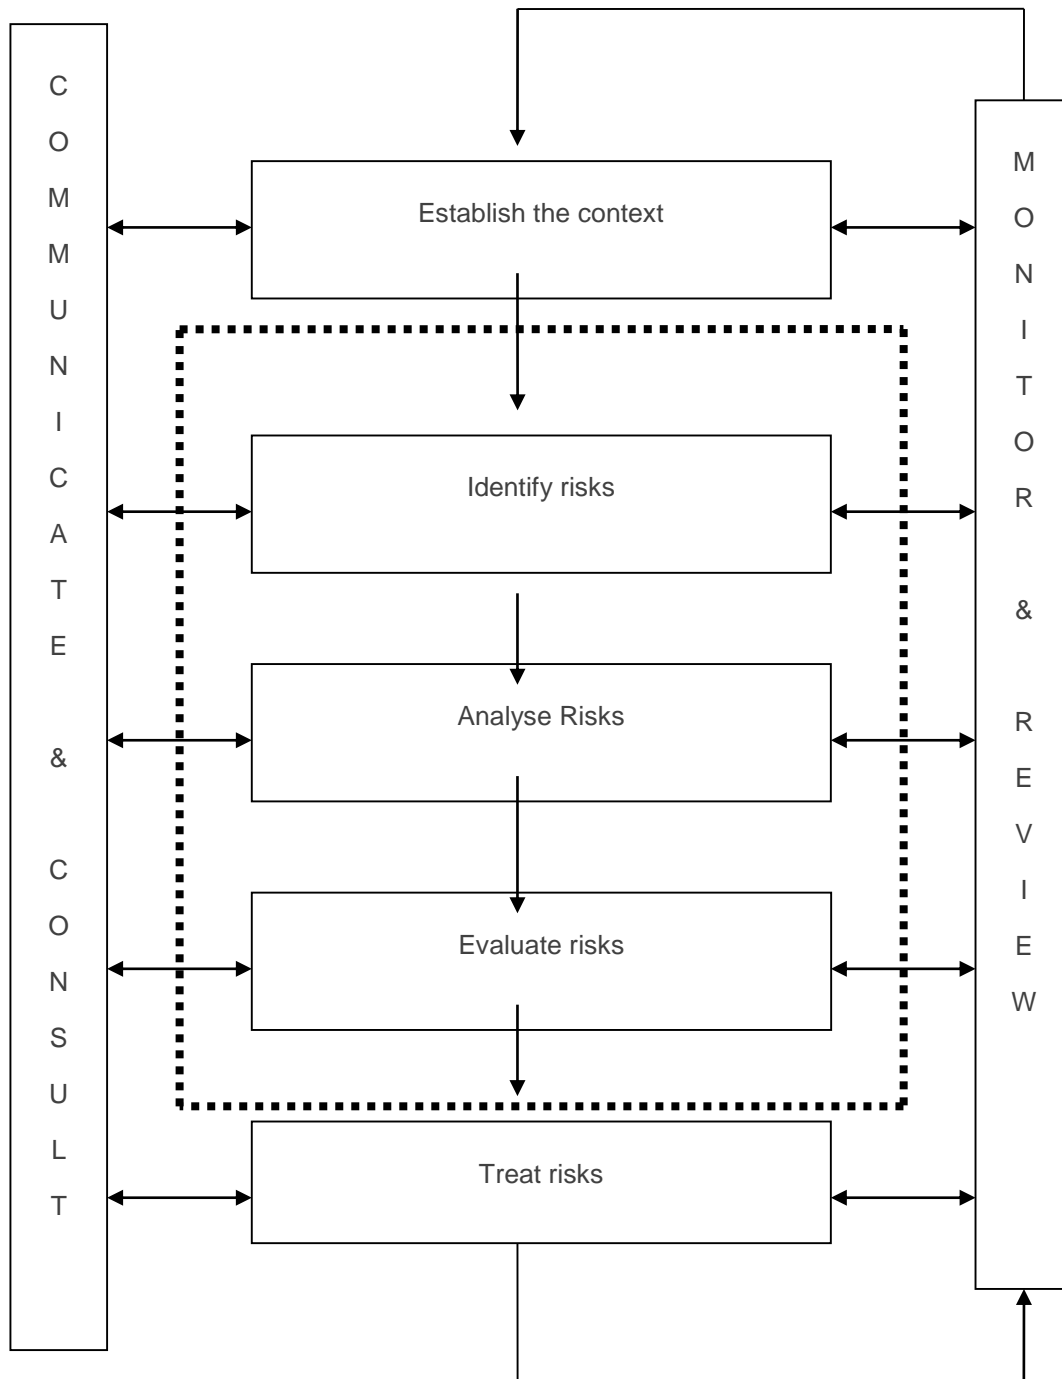 COMMUNICATE & CONSULT
Establish the context
Identify risks
Analyse Risks
Evaluate risks
Treat risks
MONITOR & REVIEW